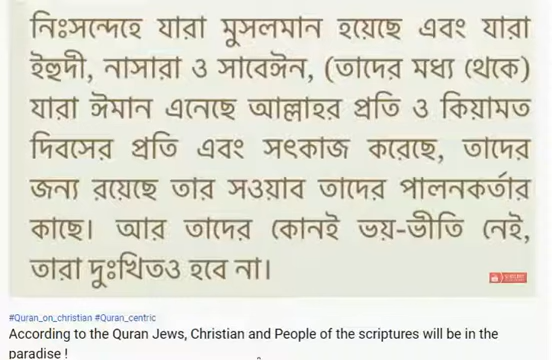 নিঃসন্দেহে যারা মুসলমান হয়েছে এবং যারা
ইহুদী, নাসারা ও সাবেঈন, (তাদের মধ্য থেকে)
যারা ঈমান এনেছে আল্লাহর প্রতি ও কিয়ামত
দিবসের প্রতি এবং সৎকাজ করেছে, তাদের
জন্য রয়েছে তার সওয়াব তাদের পালনকর্তার
কাছে। আর তাদের কোনই ভয়-ভীতি নেই,
তারা দুঃখিতও হবে না।
#Quran_on_christian #Quran_centric
According to the Quran Jews, Christian and People of the scriptures will be in the
paradise !